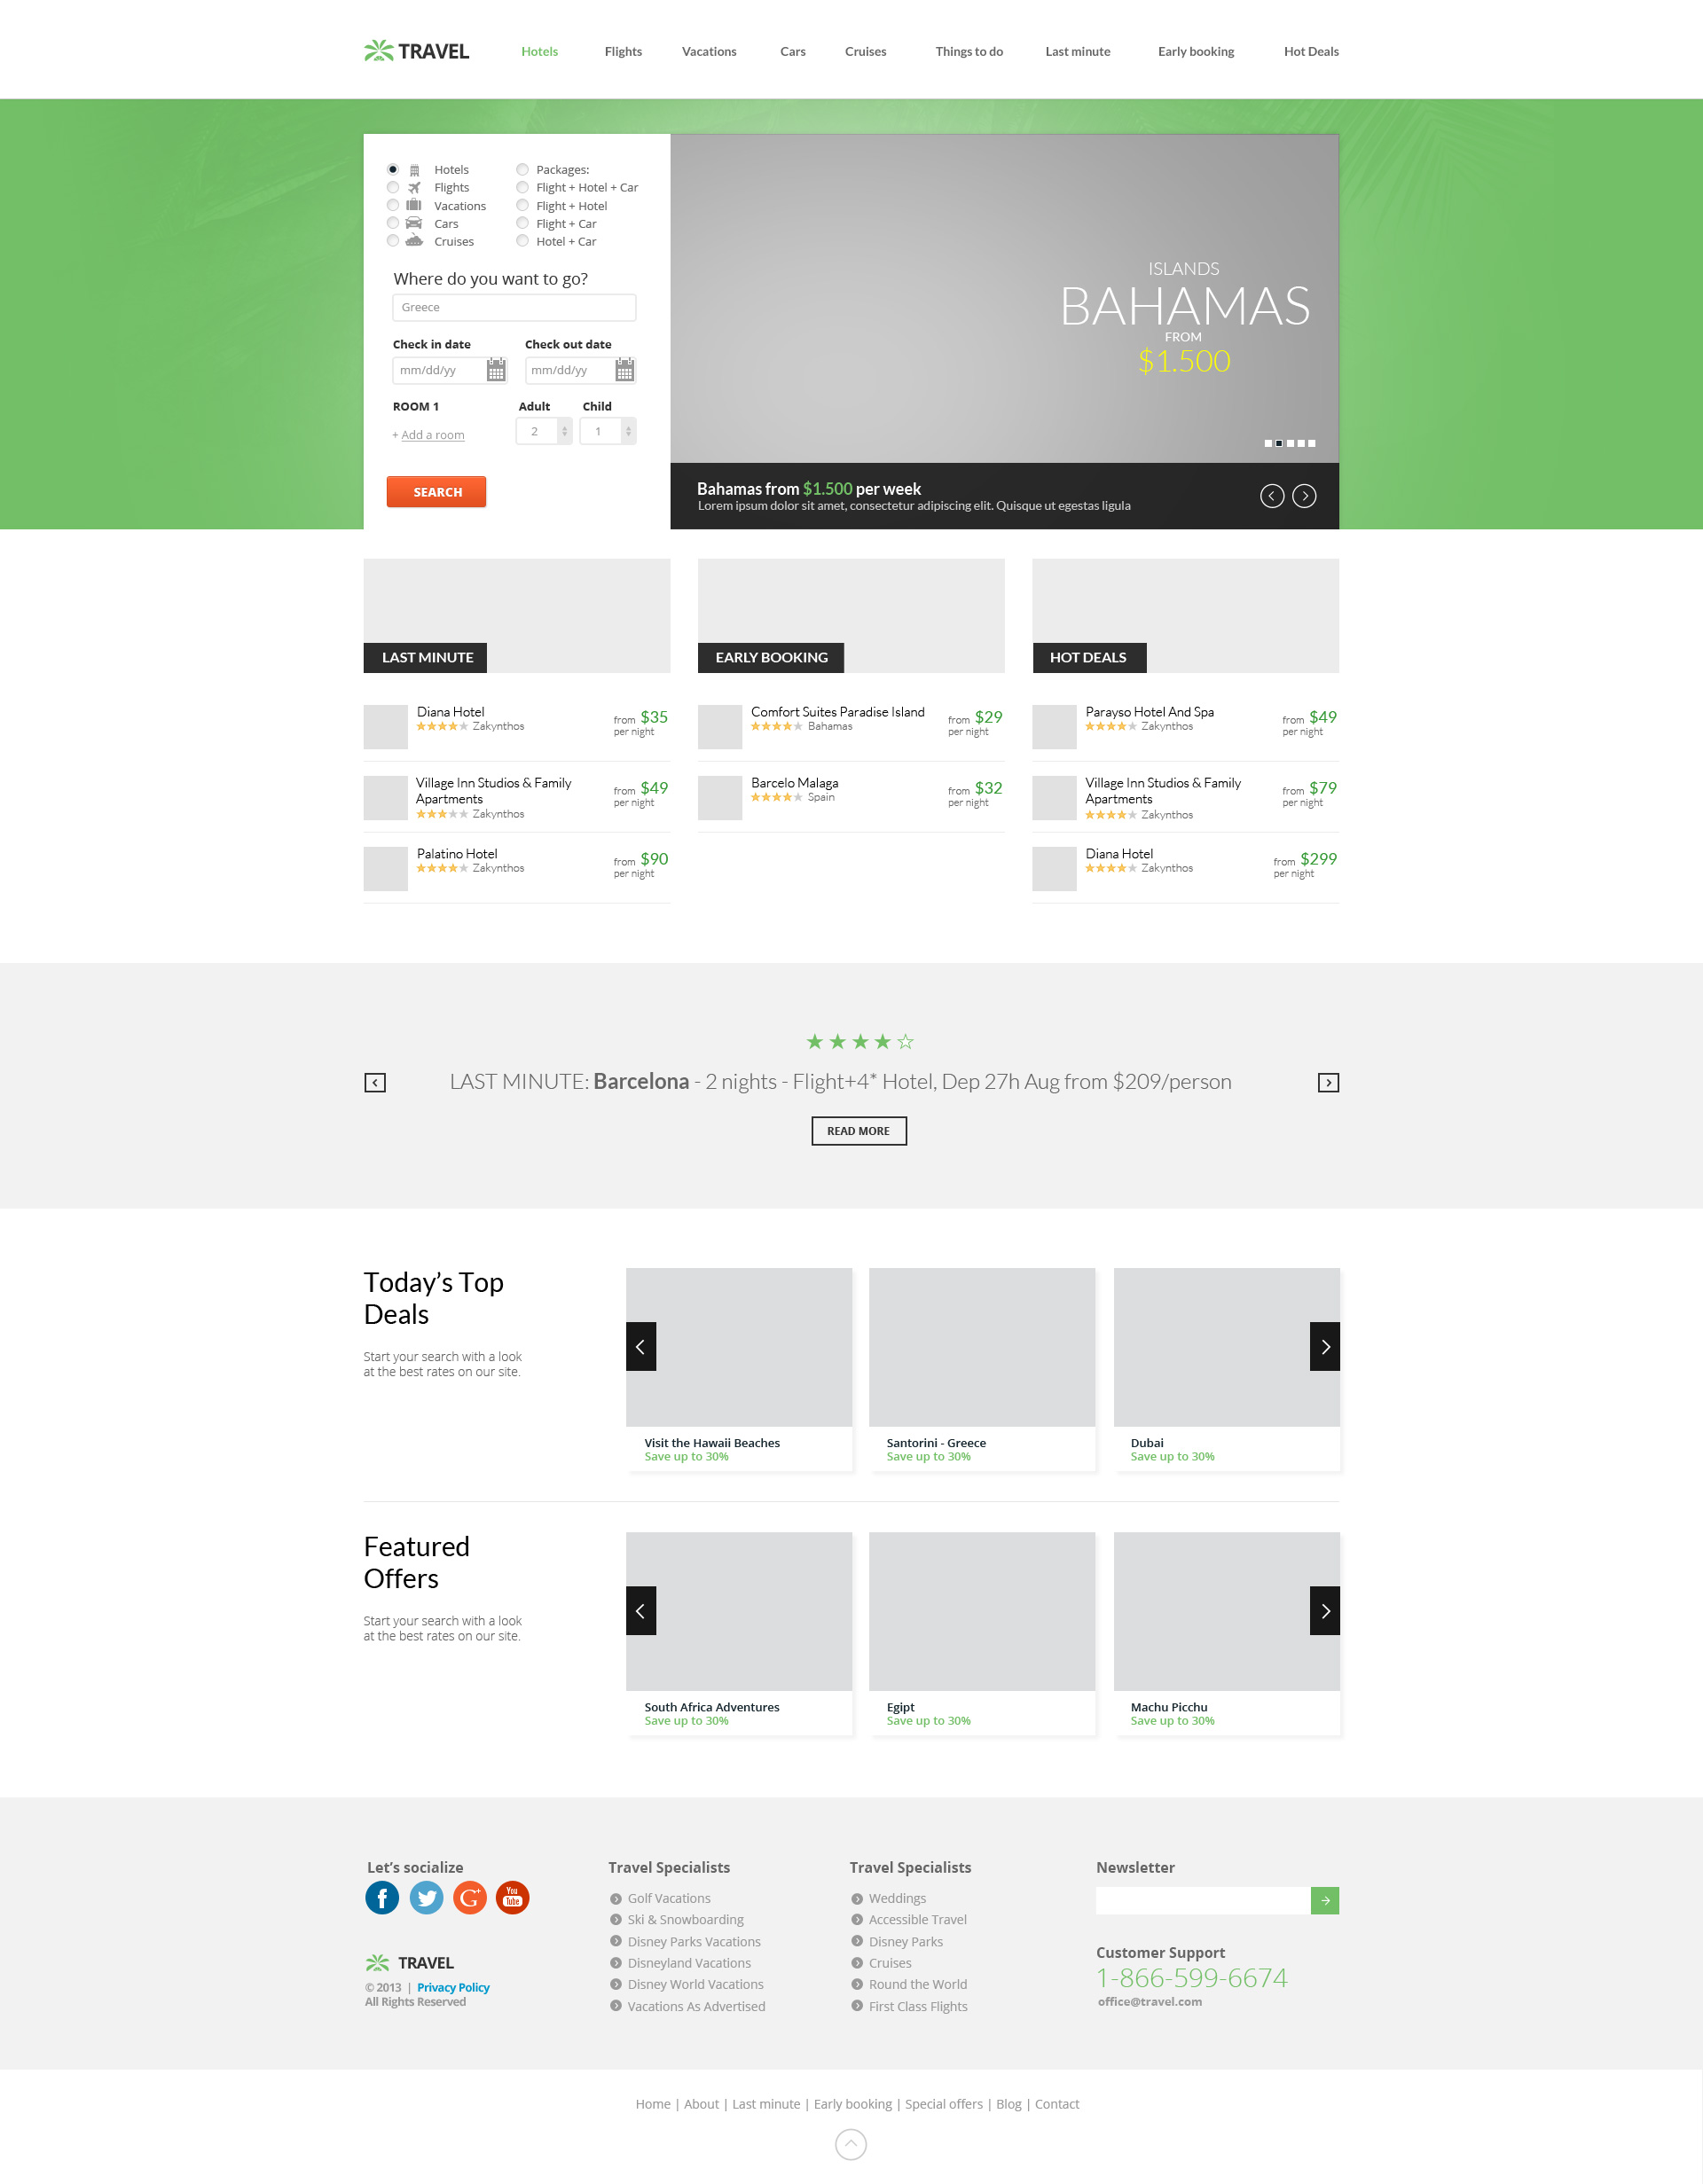 TRAVEL
Hotels Flights Vacations Cars Cruises Things to do Last minute Early booking Hot Deals
Hotels
Flights
Vacations
Cars
Cruises
Packages:
Flight + Hotel + Car
Flight + Hotel
Flight + Car
Hotel + Car
Where do you want to go?
Greece
Check in date Check out date
mm/dd/yy mm/dd/yy
ROOM 1 Adult Child
+ Add a room 2 1
SEARCH
ISLANDS
BAHAMAS
FROM
$1.500
Bahamas from $1.500 per week
Lorem ipsum dolor sit amet, consectetur adipiscing elit. Quisque ut egestas ligula
LAST MINUTE
Diana Hotel
Zakynthos
from $35
per night
Village Inn Studios & Family
Apartments
Zakynthos
from $49
per night
Palatino Hotel
Zakynthos
from $90
per night
EARLY BOOKING
Comfort Suites Paradise Island
Bahamas
from $29
per night
Barcelo Malaga
Spain
from $32
per night
HOT DEALS
Parayso Hotel And Spa
Zakynthos
from $49
per night
Village Inn Studios & Family
Apartments
Zakynthos
from $79
per night
Diana Hotel
Zakynthos
from $299
per night
LAST MINUTE: Barcelona - 2 nights - Flight+4* Hotel, Dep 27h Aug from $209/person
READ MORE
Today's Top
Deals
Start your search with a look
at the best rates on our site.
Visit the Hawaii Beaches
Save up to 30%
Santorini - Greece
Save up to 30%
Dubai
Save up to 30%
Featured
Offers
Start your search with a look
at the best rates on our site.
South Africa Adventures
Save up to 30%
Egipt
Save up to 30%
Machu Picchu
Save up to 30%
Let's socialize
f
G+
You
Tube
TRAVEL
© 2013 | Privacy Policy
All Rights Reserved
Travel Specialists
Golf Vacations
Ski & Snowboarding
Disney Parks Vacations
Disneyland Vacations
Disney World Vacations
Vacations As Advertised
Travel Specialists
Weddings
Accessible Travel
Disney Parks
Cruises
Round the World
First Class Flights
Newsletter
Customer Support
1-866-599-6674
office@travel.com
Home | About | Last minute | Early booking | Special offers | Blog | Contact